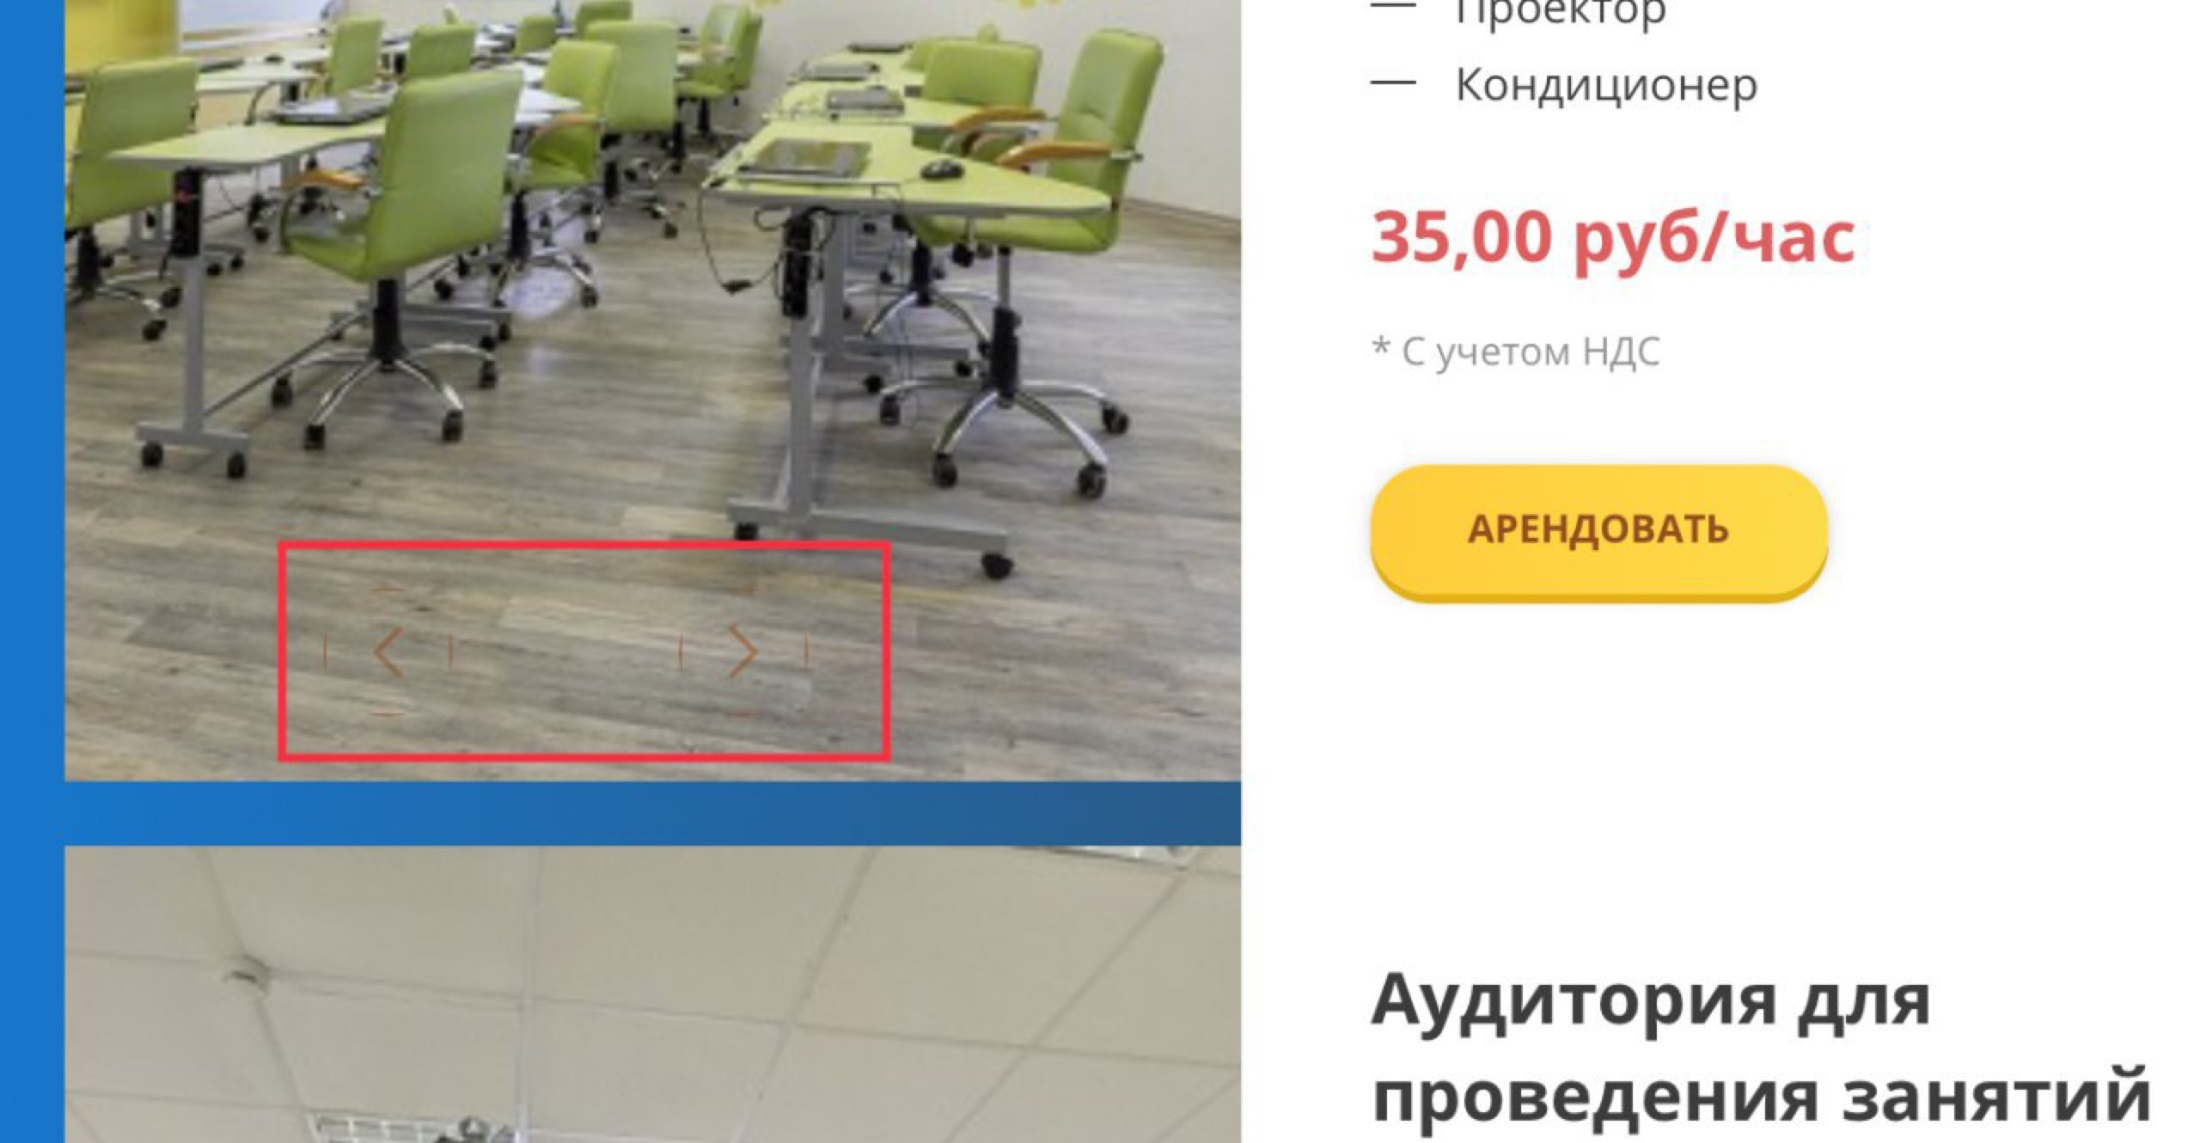 — Проектор
— Кондиционер
35,00 руб/час
* С учетом НДС
АРЕНДОВАТЬ
Аудитория для
проведения занятий